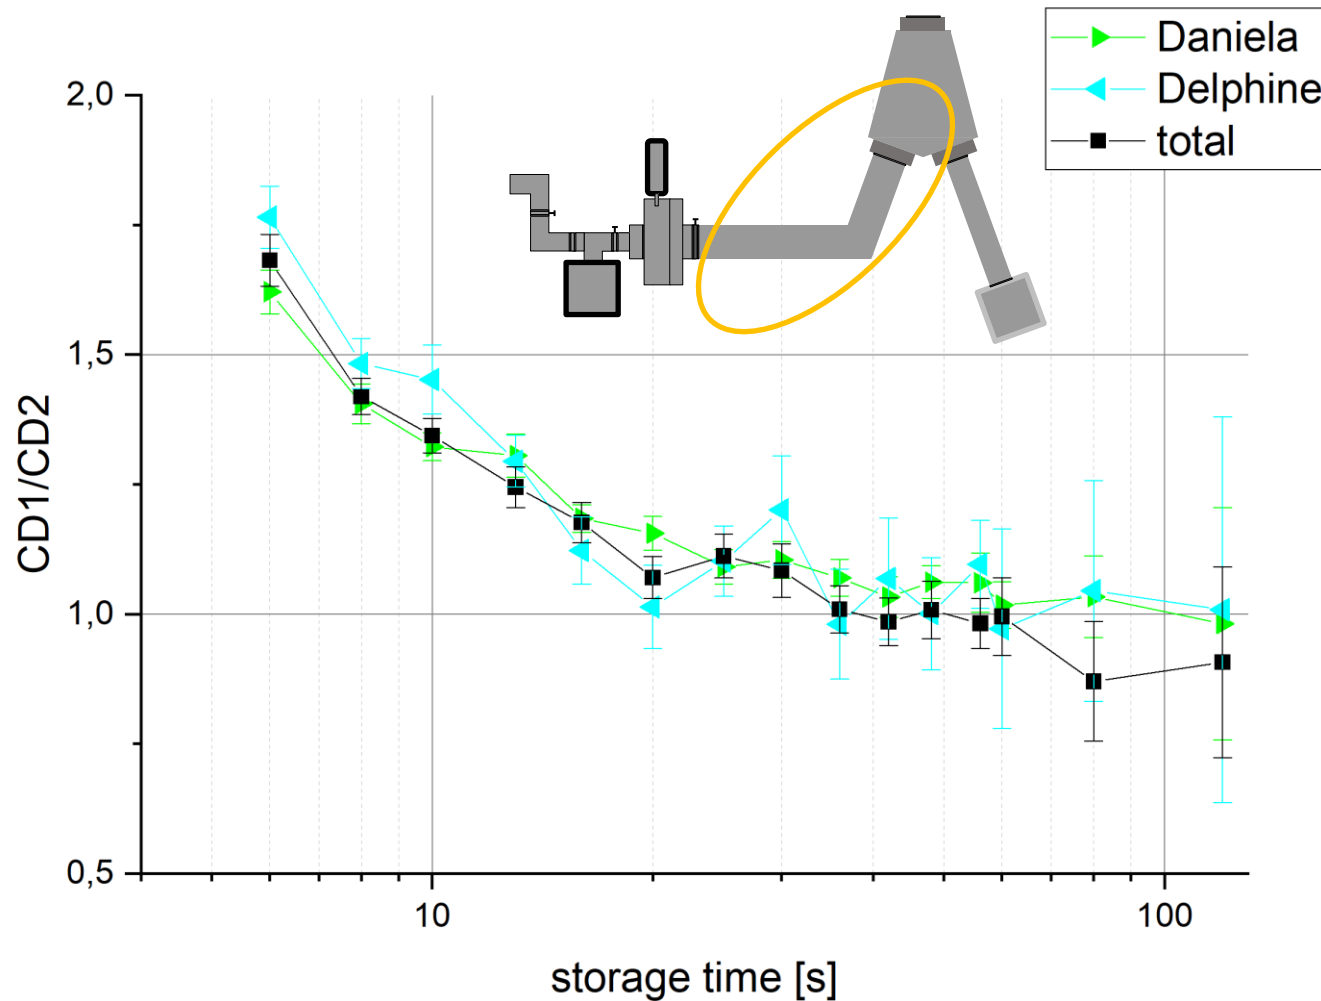 Daniela
Delphine
total
2,0
1,5
1,0
0,5
CD1/CD2
10
100
storage time [s]